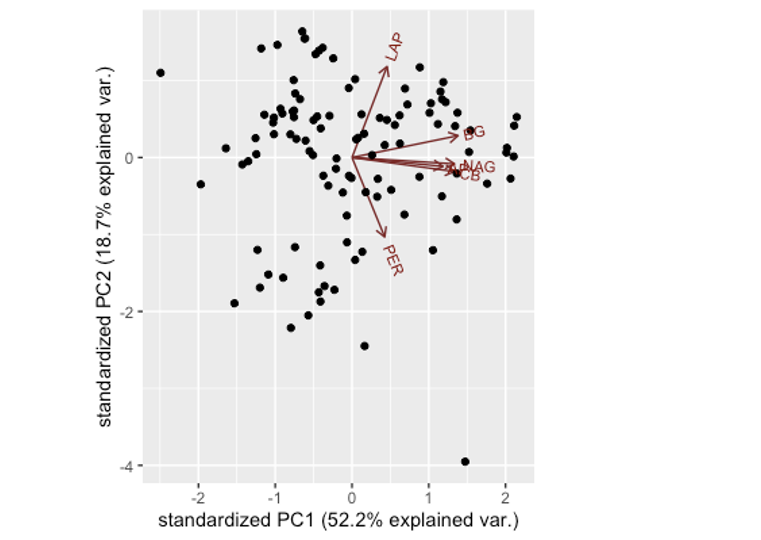 standardized PC2 (18.7% explained var.)
0
-2
-4
LAP
BG
NAG
CB
PER
-2
-1
0
1
2
standardized PC1 (52.2% explained var.)